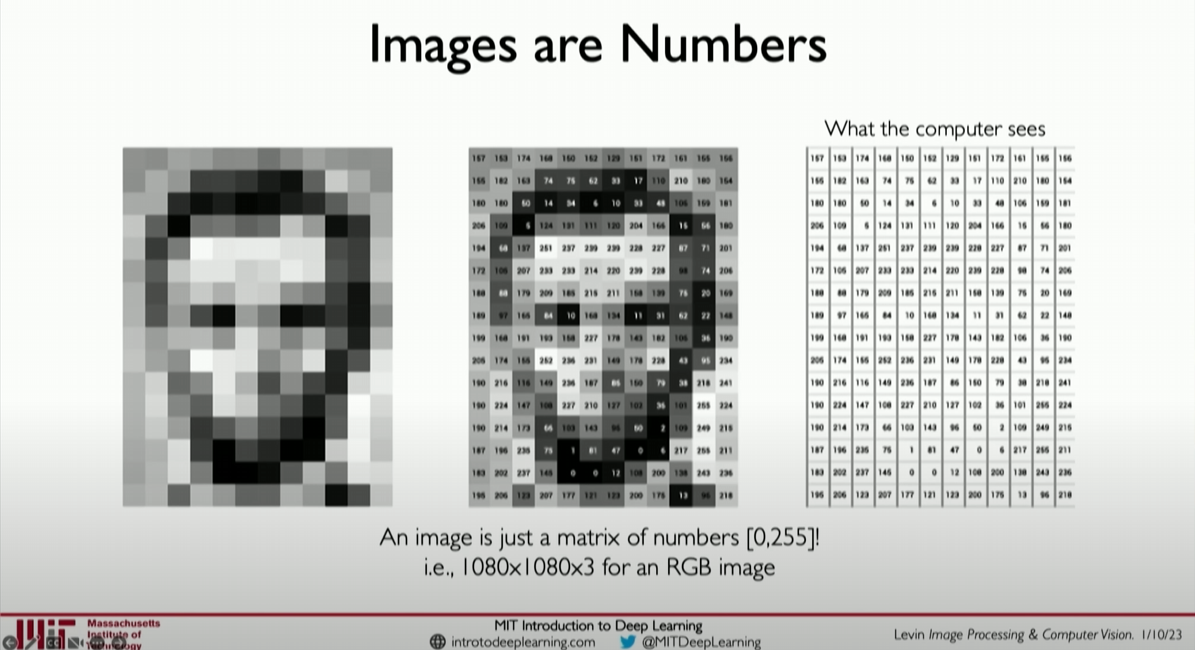 Images are Numbers
What the computer sees
157 153 174 168 150 152 129 151 172 161 155 156
155 182 163 74 75 62 33 17 110 210 180 154
180 180 50 14 34 6 10 33 48 106 159 181
206 109 5 124 131 111 120 204 166 15 56 180
194 68 137 251 237 239 239 228 227 87 71 201
172 105 207 233 233 214 220 239 228 98 74 206
188 88 179 209 185 215 211 158 139 75 20 169
189 97 165 84 10 168 134 11 31 62 22 148
199 168 191 193 158 227 178 143 182 106 36 190
205 174 155 252 236 231 149 178 228 43 95 234
190 216 116 149 236 187 86 150 79 38 218 241
190 224 147 108 227 210 127 102 36 101 255 224
190 214 173 66 103 143 96 50 2 109 249 215
187 196 235 75 1 81 47 0 6 217 255 211
183 202 237 145 0 0 12 108 200 138 243 236
195 206 123 207 177 121 123 200 175 13 96 218
157 153 174 168 150 152 129 151 172 161 155 156
155 182 163 74 75 62 33 17 110 210 180 154
180 180 50 14 34 6 10 33 48 106 159 181
206 109 6 124 131 111 120 204 166 15 56 180
194 68 137 251 237 239 239 228 227 87 71 201
172 105 207 233 233 214 220 239 228 98 74 206
188 88 179 209 185 215 211 158 139 75 20 169
189 97 165 84 10 168 134 11 31 62 22 148
199 168 191 193 158 227 178 143 182 106 36 190
205 174 155 252 236 231 149 178 228 43 95 234
190 216 116 149 236 187 86 150 79 38 218 241
190 224 147 108 227 210 127 102 36 101 255 224
190 214 173 66 103 143 96 50 2 109 249 215
187 196 235 75 1 81 47 0 6 217 255 211
183 202 237 145 0 0 12 108 200 138 243 236
195 206 123 207 177 121 123 200 175 13 96 218
An image is just a matrix of numbers [0,255]!
i.e., 1080x1080x3 for an RGB image
MIT
Massachusetts
Institute of
Technology
MIT Introduction to Deep Learning
introtodeeplearning.com @MITDeepLearning
Levin Image Processing & Computer Vision. 1/10/23